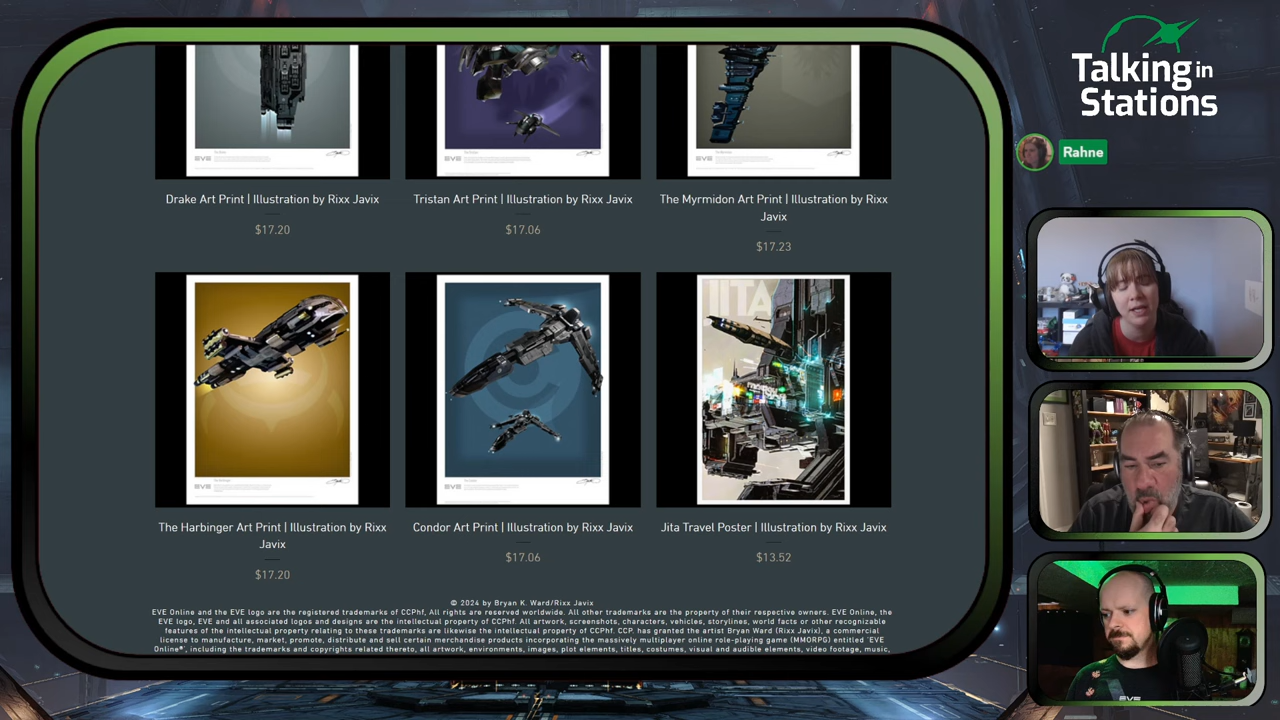 Talking in
Stations
Rahne
EVE
EVE
EVE
Drake Art Print | Illustration by Rixx Javix
$17.20
Tristan Art Print | Illustration by Rixx Javix
$17.06
The Myrmidon Art Print | Illustration by Rixx
Javix
$17.23
JITA
EVE
EVE
The Harbinger Art Print | Illustration by Rixx
Javix
$17.20
Condor Art Print | Illustration by Rixx Javix
$17.06
Jita Travel Poster | Illustration by Rixx Javix
$13.52
© 2024 by Bryan K. Ward/Rixx Javix
EVE Online and the EVE logo are the registered trademarks of CCPhf, All rights are reserved worldwide. All other trademarks are the property of their respective owners. EVE Online, the
EVE logo, EVE and all associated logos and designs are the intellectual property of CCPhf. All artwork, screenshots, characters, vehicles, storylines, world facts or other recognizable
features of the intellectual property relating to these trademarks are likewise the intellectual property of CCPhf. CCP. has granted the artist Bryan Ward (Rixx Javix), a commercial
license to manufacture, market, promote, distribute and sell certain merchandise products incorporating the massively multiplayer online role-playing game (MMORPG) entitled 'EVE
Online®', including the trademarks and copyrights related thereto, all artwork, environments, images, plot elements, titles, costumes, visual and audible elements, video footage, music,
EVE